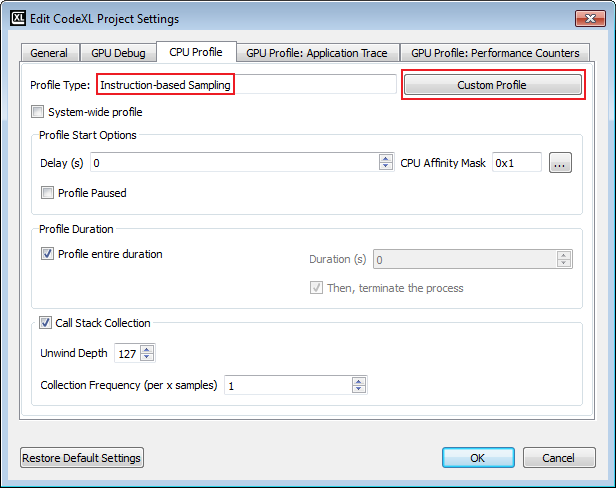 XL Edit CodeXL Project Settings
General GPU Debug CPU Profile GPU Profile: Application Trace GPU Profile: Performance Counters
Profile Type: Instruction-based Sampling Custom Profile
System-wide profile
Profile Start Options
Delay (s) 0 CPU Affinity Mask 0x1 ...
Profile Paused
Profile Duration
Profile entire duration
Duration (s) 0
Then, terminate the process
Call Stack Collection
Unwind Depth 127
Collection Frequency (per x samples) 1
Restore Default Settings OK Cancel